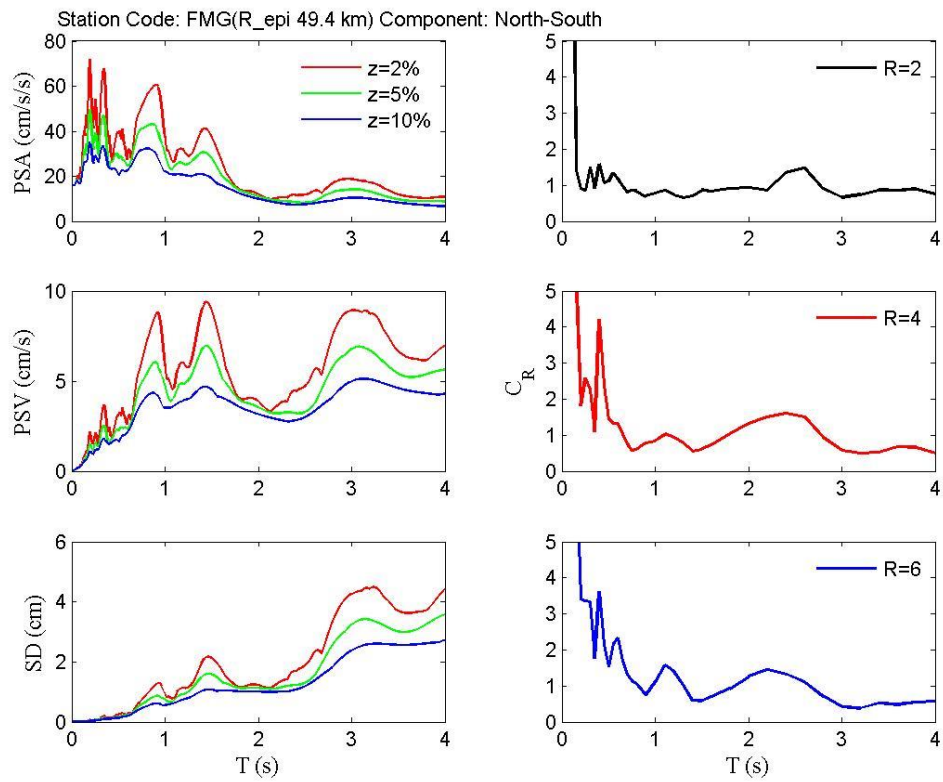 Station Code: FMG(R_epi 49.4 km) Component: North-South
80
60
40
20
0
PSA (cm/s/s)
z=2%
z=5%
z=10%
0 1 2 3 4
T (s)
5
4
3
2
1
0
R=2
0 1 2 3 4
T (s)
10
5
0
PSV (cm/s)
0 1 2 3 4
5
4
3
2
1
0
C_R
R=4
0 1 2 3 4
6
4
2
0
SD (cm)
0 1 2 3 4
T (s)
5
4
3
2
1
0
R=6
0 1 2 3 4
T (s)